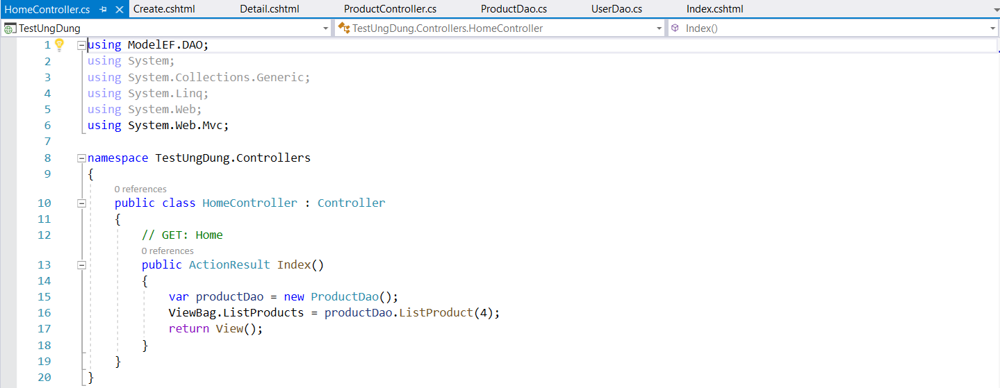 HomeController.cs Create.cshtml Detail.cshtml ProductController.cs ProductDao.cs UserDao.cs Index.cshtml
TestUngDung TestUngDung.Controllers.HomeController Index()
1 using ModelEF.DAO;
2 using System;
3 using System.Collections.Generic;
4 using System.Linq;
5 using System.Web;
6 using System.Web.Mvc;
7
8 namespace TestUngDung.Controllers
9 {
0 references
10 public class HomeController : Controller
11 {
12 // GET: Home
0 references
13 public ActionResult Index()
14 {
15 var productDao = new ProductDao();
16 ViewBag.ListProducts = productDao.ListProduct(4);
17 return View();
18 }
19 }
20 }